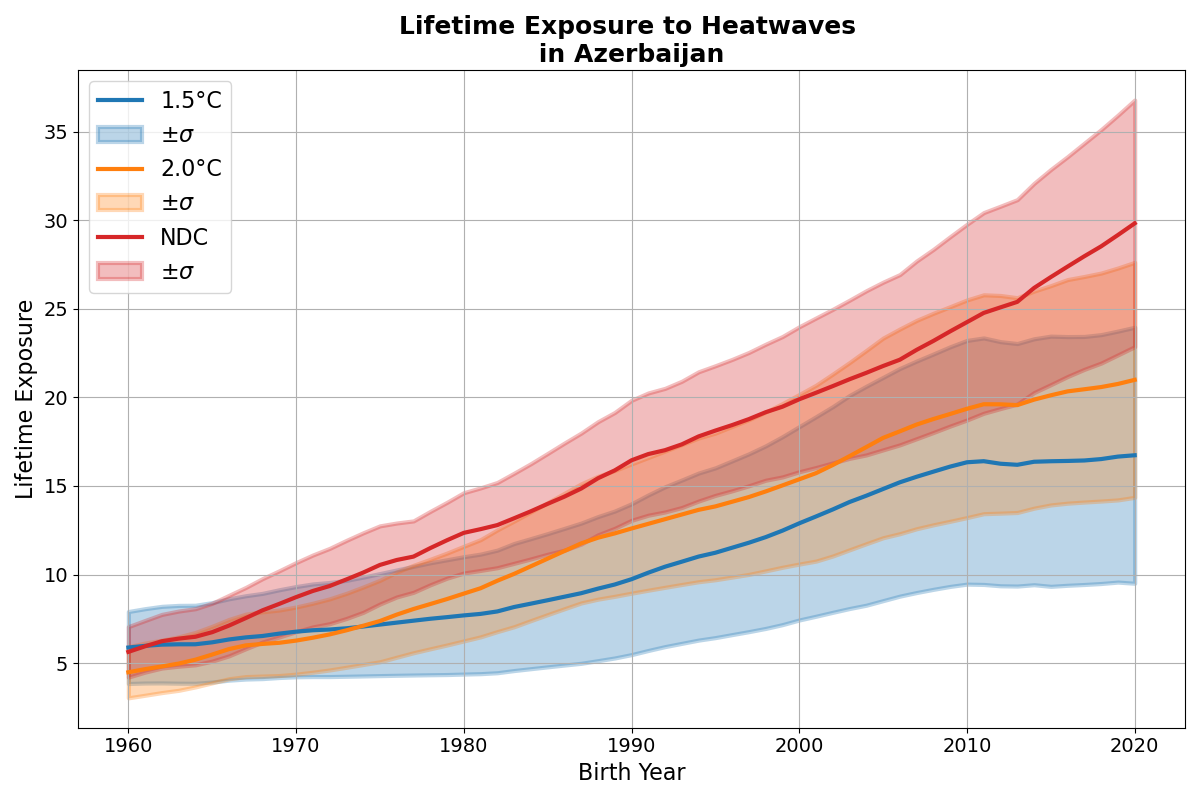 Lifetime Exposure to Heatwaves
in Azerbaijan
1.5°C
±σ
2.0°C
±σ
NDC
±σ
Lifetime Exposure
35
30
25
20
15
10
5
1960 1970 1980 1990 2000 2010 2020
Birth Year